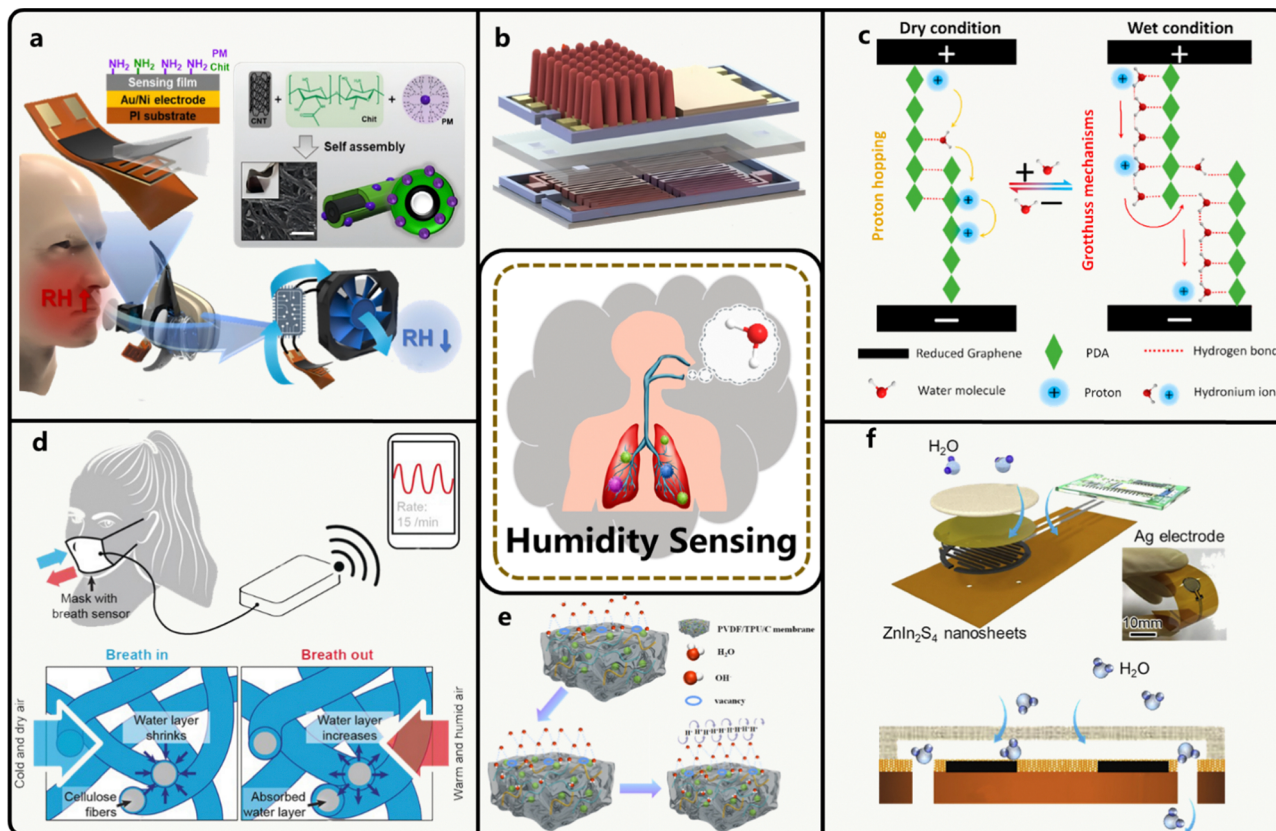 a
NH2 NH2 NH2 NH2 PM
Chit
Sensing film
Au/Ni electrode
PI substrate
CNT
+
Chit
+
PM
Self assembly
RH
RH
b
c
Dry condition
Wet condition
+
+
Proton hopping
+
−
Grotthuss mechanisms
−
−
Reduced Graphene
PDA
Hydrogen bond
Water molecule
Proton
Hydronium ion
d
Rate:
15 /min
Mask with
breath sensor
Breath in
Breath out
Cold and dry air
Water layer
shrinks
Cellulose
fibers
Water layer
increases
Absorbed
water layer
Warm and humid air
Humidity Sensing
e
PVDF/TPU/C membrane
H2O
OH-
vacancy
f
H2O
Ag electrode
10mm
ZnIn2S4 nanosheets
H2O